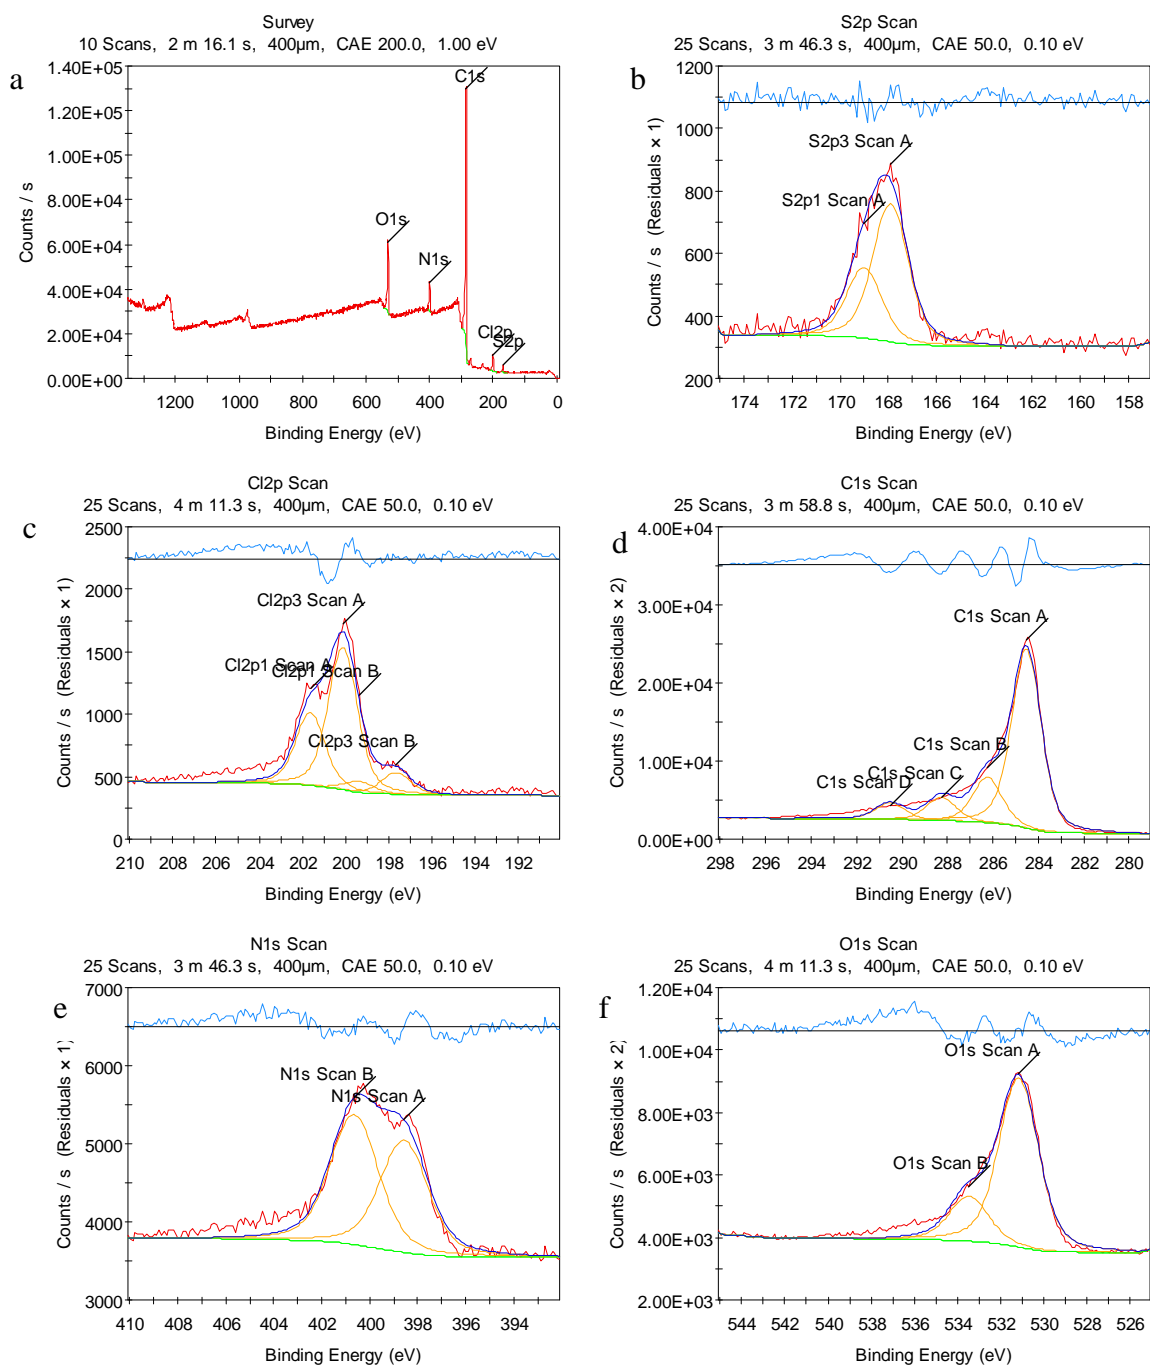 a
Survey
10 Scans, 2 m 16.1 s, 400µm, CAE 200.0, 1.00 eV
1.40E+05
1.20E+05
1.00E+05
8.00E+04
6.00E+04
4.00E+04
2.00E+04
0.00E+00
Counts / s
C1s
O1s
N1s
Cl2p
S2p
1200 1000 800 600 400 200 0
Binding Energy (eV)
b
S2p Scan
25 Scans, 3 m 46.3 s, 400µm, CAE 50.0, 0.10 eV
1200
1000
800
600
400
200
Counts / s (Residuals × 1)
S2p3 Scan A
S2p1 Scan A
174 172 170 168 166 164 162 160 158
Binding Energy (eV)
c
Cl2p Scan
25 Scans, 4 m 11.3 s, 400µm, CAE 50.0, 0.10 eV
2500
2000
1500
1000
500
0
Counts / s (Residuals × 1)
Cl2p3 Scan A
Cl2p1 Scan A
Cl2p1 Scan B
Cl2p3 Scan B
210 208 206 204 202 200 198 196 194 192
Binding Energy (eV)
d
C1s Scan
25 Scans, 3 m 58.8 s, 400µm, CAE 50.0, 0.10 eV
4.00E+04
3.00E+04
2.00E+04
1.00E+04
0.00E+00
Counts / s (Residuals × 2)
C1s Scan A
C1s Scan B
C1s Scan C
C1s Scan D
298 296 294 292 290 288 286 284 282 280
Binding Energy (eV)
e
N1s Scan
25 Scans, 3 m 46.3 s, 400µm, CAE 50.0, 0.10 eV
7000
6000
5000
4000
3000
Counts / s (Residuals × 1)
N1s Scan B
N1s Scan A
410 408 406 404 402 400 398 396 394
Binding Energy (eV)
f
O1s Scan
25 Scans, 4 m 11.3 s, 400µm, CAE 50.0, 0.10 eV
1.20E+04
1.00E+04
8.00E+03
6.00E+03
4.00E+03
2.00E+03
Counts / s (Residuals × 2)
O1s Scan A
O1s Scan B
544 542 540 538 536 534 532 530 528 526
Binding Energy (eV)